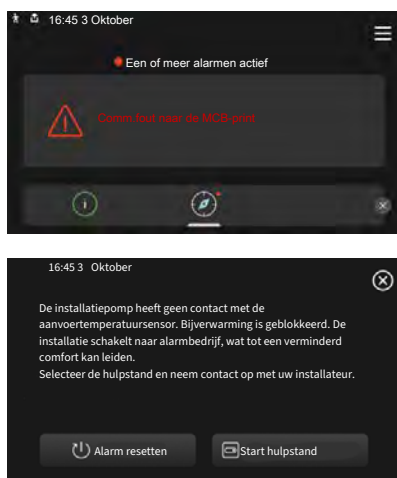 16:45 3 Oktober
Een of meer alarmen actief
Comm.fout naar de MCB-print
16:45 3 Oktober
De installatiepomp heeft geen contact met de
aanvoertemperatuursensor. Bijverwarming is geblokkeerd. De
installatie schakelt naar alarmbedrijf, wat tot een verminderd
comfort kan leiden.
Selecteer de hulpstand en neem contact op met uw installateur.
Alarm resetten
Start hulpstand